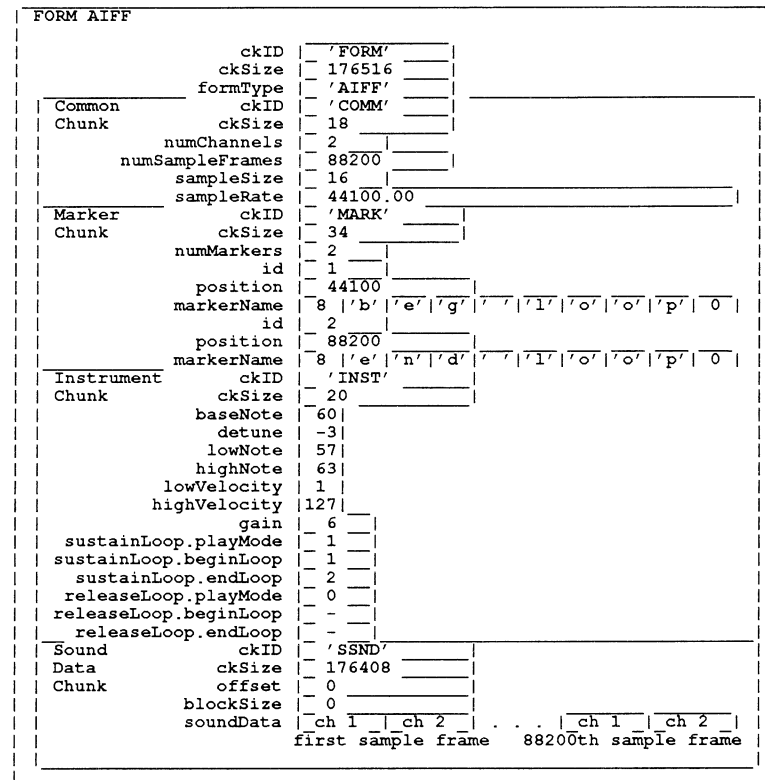 FORM AIFF
ckID 'FORM'
ckSize 176516
formType 'AIFF'
Common ckID 'COMM'
Chunk ckSize 18
numChannels 2
numSampleFrames 88200
sampleSize 16
sampleRate 44100.00
Marker ckID 'MARK'
Chunk ckSize 34
numMarkers 2
id 1
position 44100
markerName 8 'b' 'e' 'g' ' ' 'l' 'o' 'o' 'p' 0
id 2
position 88200
markerName 8 'e' 'n' 'd' ' ' 'l' 'o' 'o' 'p' 0
Instrument ckID 'INST'
Chunk ckSize 20
baseNote 60
detune -3
lowNote 57
highNote 63
lowVelocity 1
highVelocity 127
gain 6
sustainLoop.playMode 1
sustainLoop.beginLoop 1
sustainLoop.endLoop 2
releaseLoop.playMode 0
releaseLoop.beginLoop -
releaseLoop.endLoop -
Sound ckID 'SSND'
Data ckSize 176408
Chunk offset 0
blockSize 0
soundData ch 1 ch 2 . . . ch 1 ch 2
first sample frame 88200th sample frame